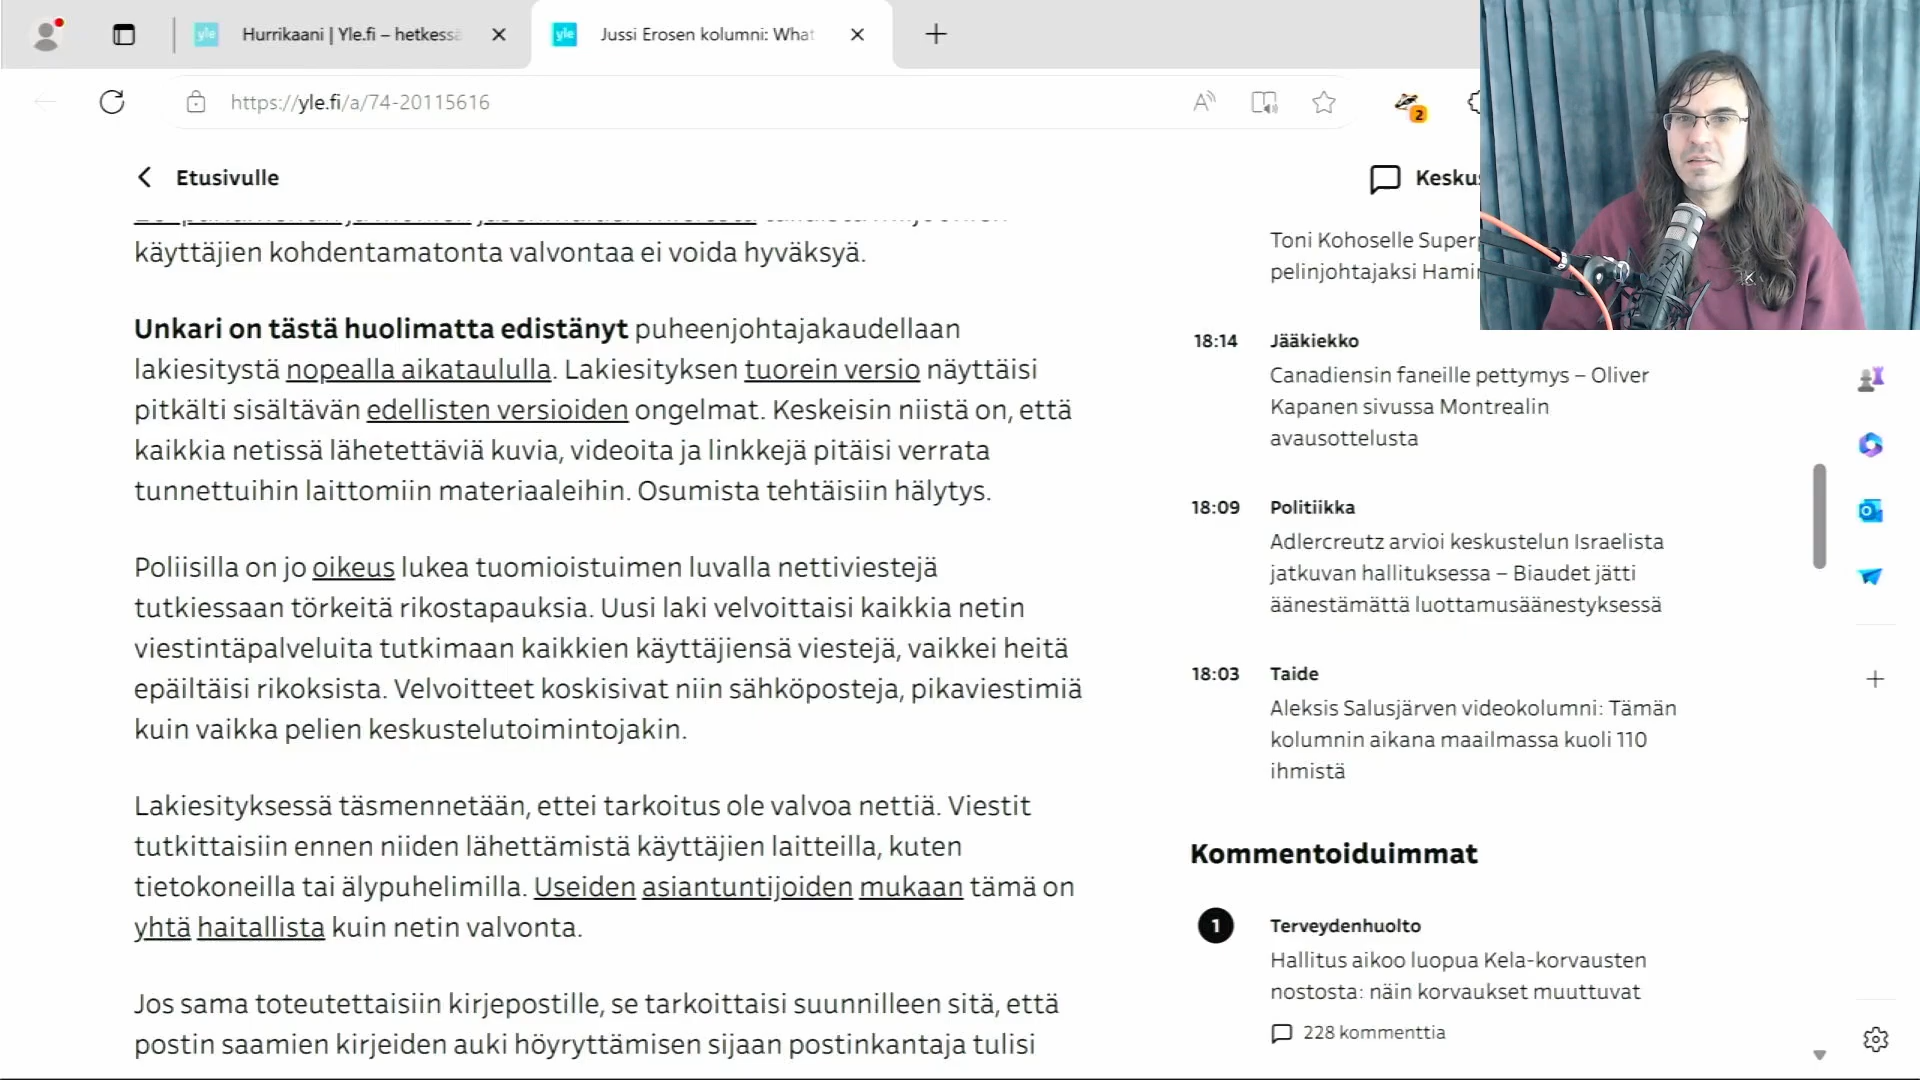 Hurrikaani | Yle.fi – hetkessä
Jussi Erosen kolumni: What
https://yle.fi/a/74-20115616
2
Etusivulle
Keskus
käyttäjien kohdentamatonta valvontaa ei voida hyväksyä.
Unkari on tästä huolimatta edistänyt puheenjohtajakaudellaan
lakiesitystä nopealla aikataululla. Lakiesityksen tuorein versio näyttäisi
pitkälti sisältävän edellisten versioiden ongelmat. Keskeisin niistä on, että
kaikkia netissä lähetettäviä kuvia, videoita ja linkkejä pitäisi verrata
tunnettuihin laittomiin materiaaleihin. Osumista tehtäisiin hälytys.
Poliisilla on jo oikeus lukea tuomioistuimen luvalla nettiviestejä
tutkiessaan törkeitä rikostapauksia. Uusi laki velvoittaisi kaikkia netin
viestintäpalveluita tutkimaan kaikkien käyttäjiensä viestejä, vaikkei heitä
epäiltäisi rikoksista. Velvoitteet koskisivat niin sähköposteja, pikaviestimiä
kuin vaikka pelien keskustelutoimintojakin.
Lakiesityksessä täsmennetään, ettei tarkoitus ole valvoa nettiä. Viestit
tutkittaisiin ennen niiden lähettämistä käyttäjien laitteilla, kuten
tietokoneilla tai älypuhelimilla. Useiden asiantuntijoiden mukaan tämä on
yhtä haitallista kuin netin valvonta.
Jos sama toteutettaisiin kirjepostille, se tarkoittaisi suunnilleen sitä, että
postin saamien kirjeiden auki höyryttämisen sijaan postinkantaja tulisi
Toni Kohoselle Super
pelinjohtajaksi Hami
18:14 Jääkiekko
Canadiensin faneille pettymys – Oliver
Kapanen sivussa Montrealin
avausottelusta
18:09 Politiikka
Adlercreutz arvioi keskustelun Israelista
jatkuvan hallituksessa – Biaudet jätti
äänestämättä luottamusäänestyksessä
18:03 Taide
Aleksis Salusjärven videokolumni: Tämän
kolumnin aikana maailmassa kuoli 110
ihmistä
Kommentoiduimmat
1 Terveydenhuolto
Hallitus aikoo luopua Kela-korvausten
nostosta: näin korvaukset muuttuvat
228 kommenttia